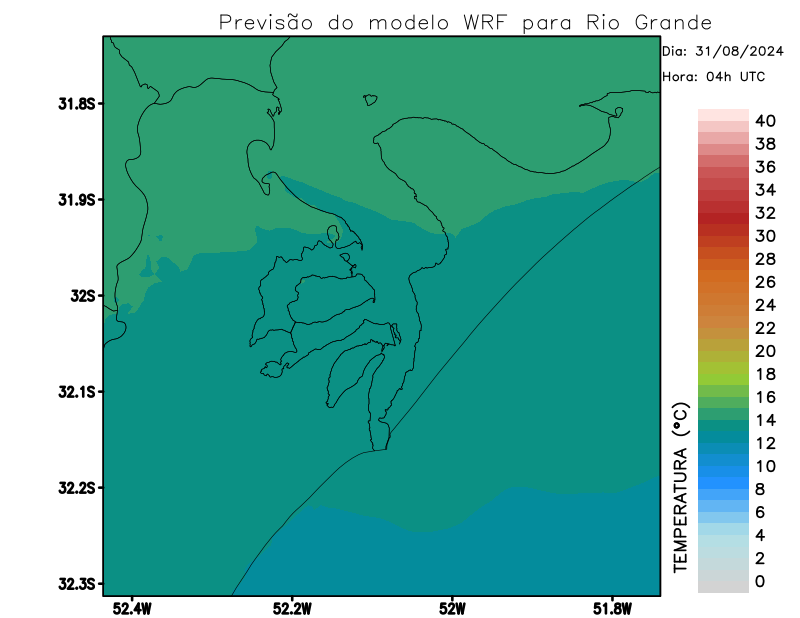 Previsão do modelo WRF para Rio Grande
Dia: 31/08/2024
Hora: 04h UTC
31.8S
31.9S
32S
32.1S
32.2S
32.3S
52.4W
52.2W
52W
51.8W
TEMPERATURA (°C)
40
38
36
34
32
30
28
26
24
22
20
18
16
14
12
10
8
6
4
2
0